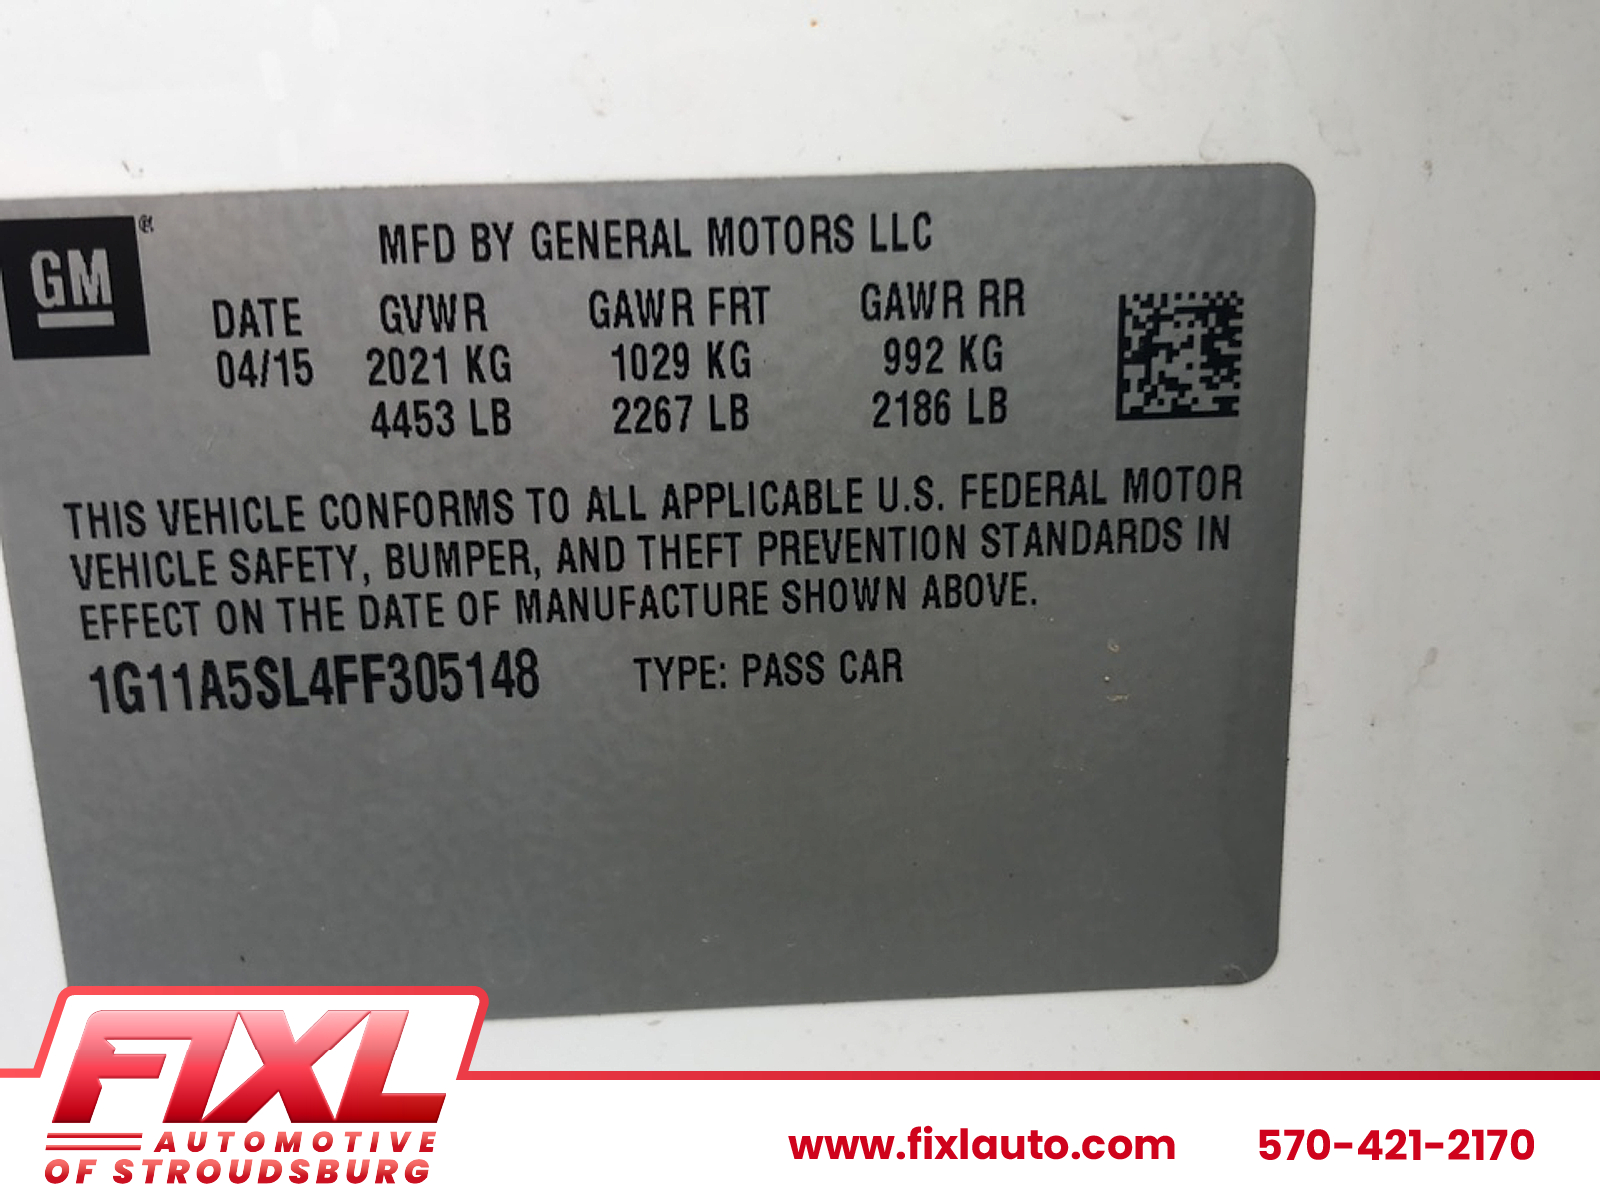 GM
MFD BY GENERAL MOTORS LLC
DATE GVWR GAWR FRT GAWR RR
04/15 2021 KG 1029 KG 992 KG
4453 LB 2267 LB 2186 LB
THIS VEHICLE CONFORMS TO ALL APPLICABLE U.S. FEDERAL MOTOR
VEHICLE SAFETY, BUMPER, AND THEFT PREVENTION STANDARDS IN
EFFECT ON THE DATE OF MANUFACTURE SHOWN ABOVE.
1G11A5SL4FF305148 TYPE: PASS CAR
FIXL
AUTOMOTIVE
OF STROUDSBURG
www.fixlauto.com 570-421-2170